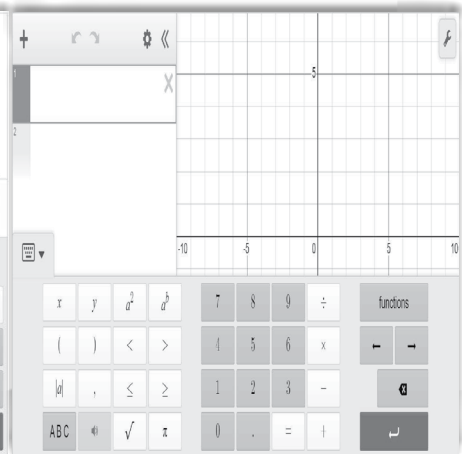 + «
1 X
2
5
-10 -5 0 5 10
x y a² aᵇ 7 8 9 ÷ functions
( ) < > 4 5 6 × ← →
|a| , ≤ ≥ 1 2 3 −
ABC √ π 0 . = +